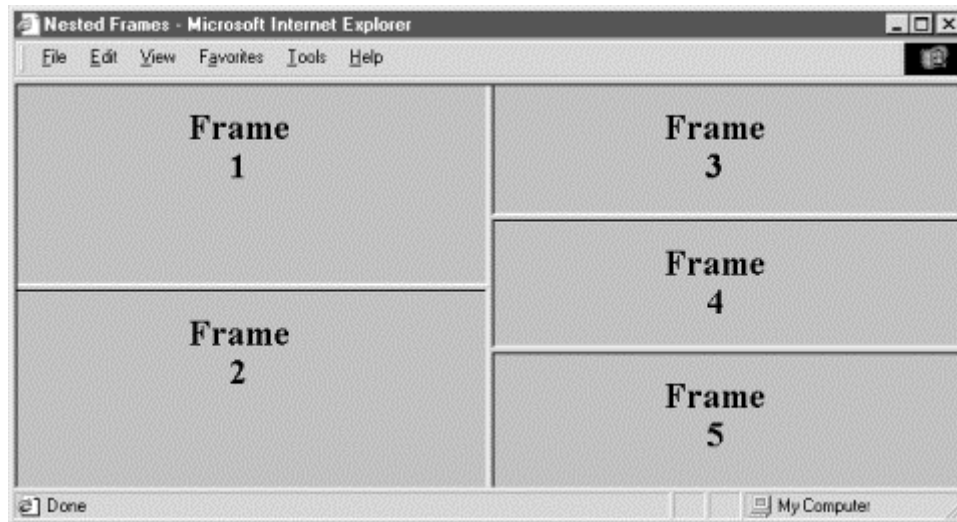 Nested Frames - Microsoft Internet Explorer
File Edit View Favorites Tools Help
Frame
1
Frame
2
Frame
3
Frame
4
Frame
5
Done
My Computer